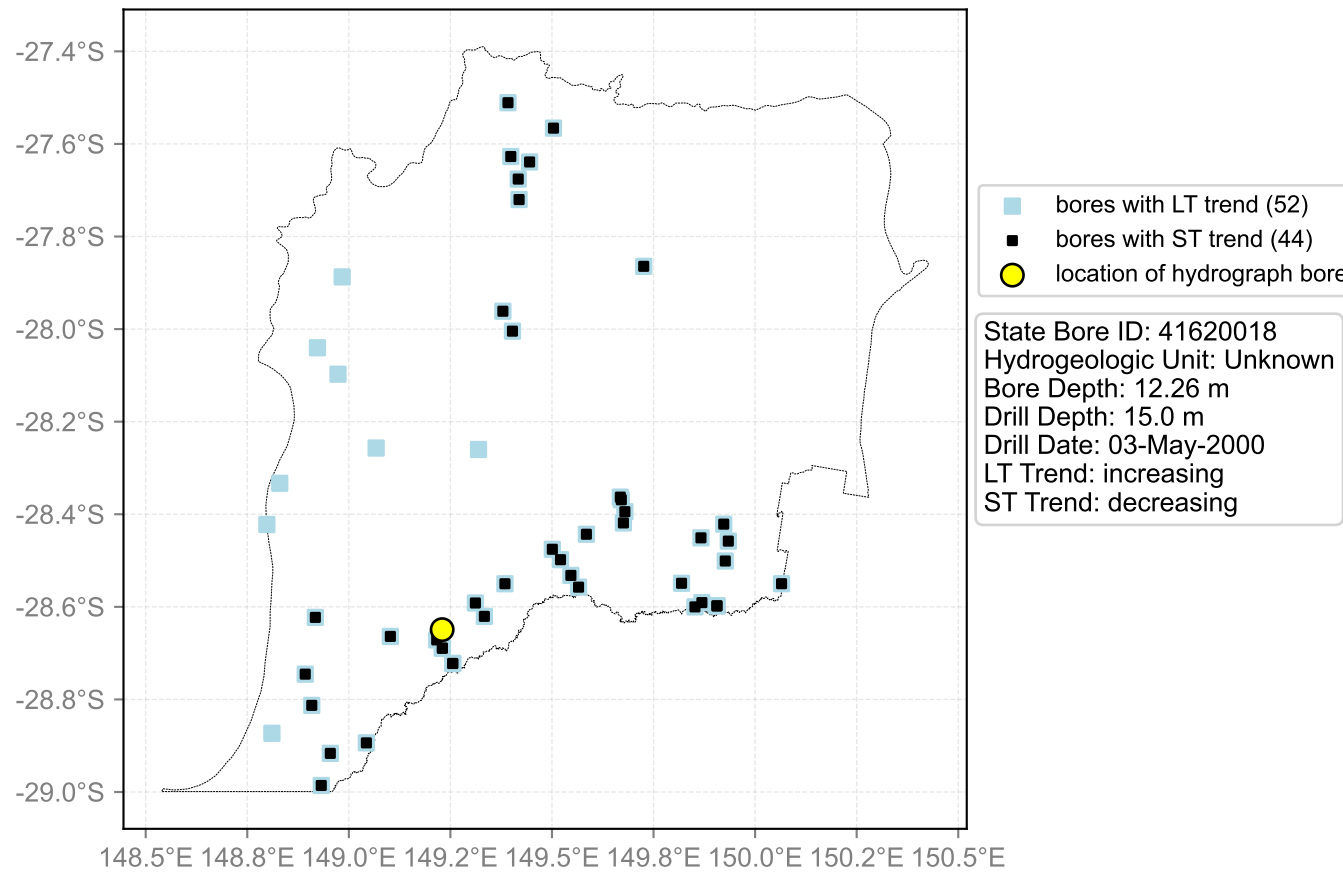 -27.4°S
-27.6°S
-27.8°S
-28.0°S
-28.2°S
-28.4°S
-28.6°S
-28.8°S
-29.0°S
148.5°E 148.8°E 149.0°E 149.2°E 149.5°E 149.8°E 150.0°E 150.2°E 150.5°E
bores with LT trend (52)
bores with ST trend (44)
location of hydrograph bore
State Bore ID: 41620018
Hydrogeologic Unit: Unknown
Bore Depth: 12.26 m
Drill Depth: 15.0 m
Drill Date: 03-May-2000
LT Trend: increasing
ST Trend: decreasing